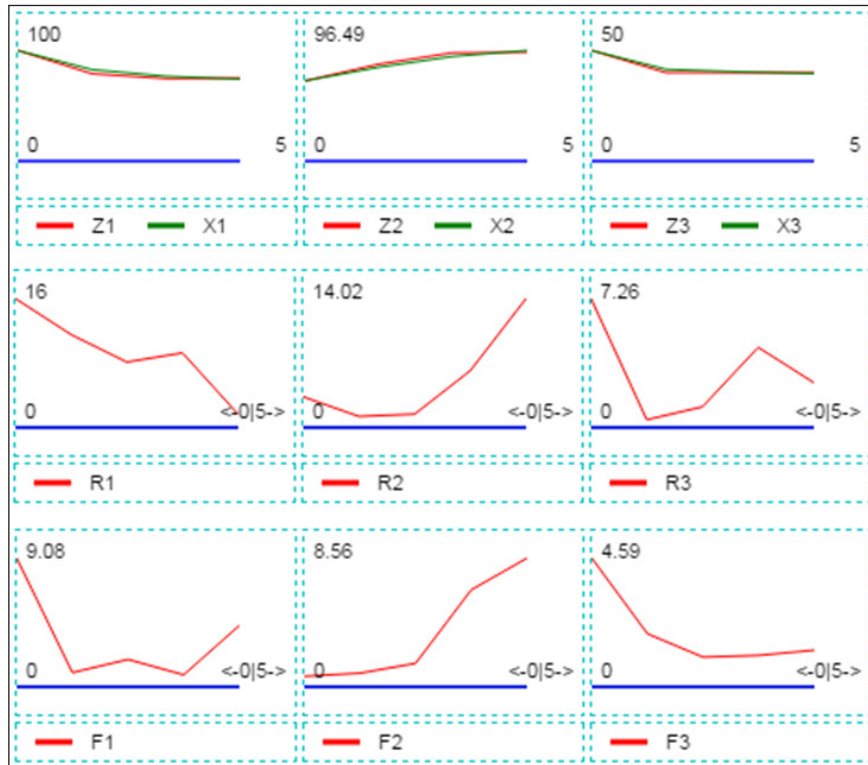 100 96.49 50
0 5 0 5 0 5
Z1 X1 Z2 X2 Z3 X3
16 14.02 7.26
0 <-0|5-> 0 <-0|5-> 0 <-0|5->
R1 R2 R3
9.08 8.56 4.59
0 <-0|5-> 0 <-0|5-> 0 <-0|5->
F1 F2 F3